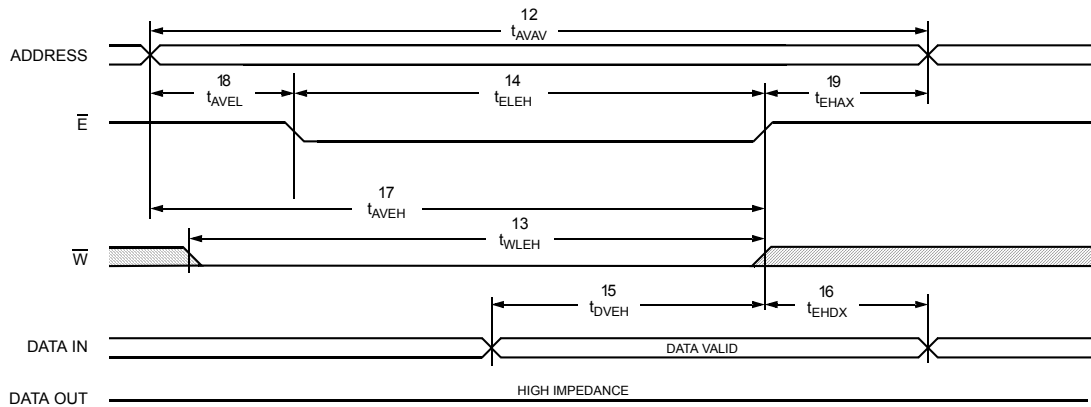 12
tAVAV
ADDRESS
18
tAVEL
14
tELEH
19
tEHAX
E̅
17
tAVEH
13
tWLEH
W̅
15
tDVEH
16
tEHDX
DATA IN
DATA VALID
DATA OUT
HIGH IMPEDANCE